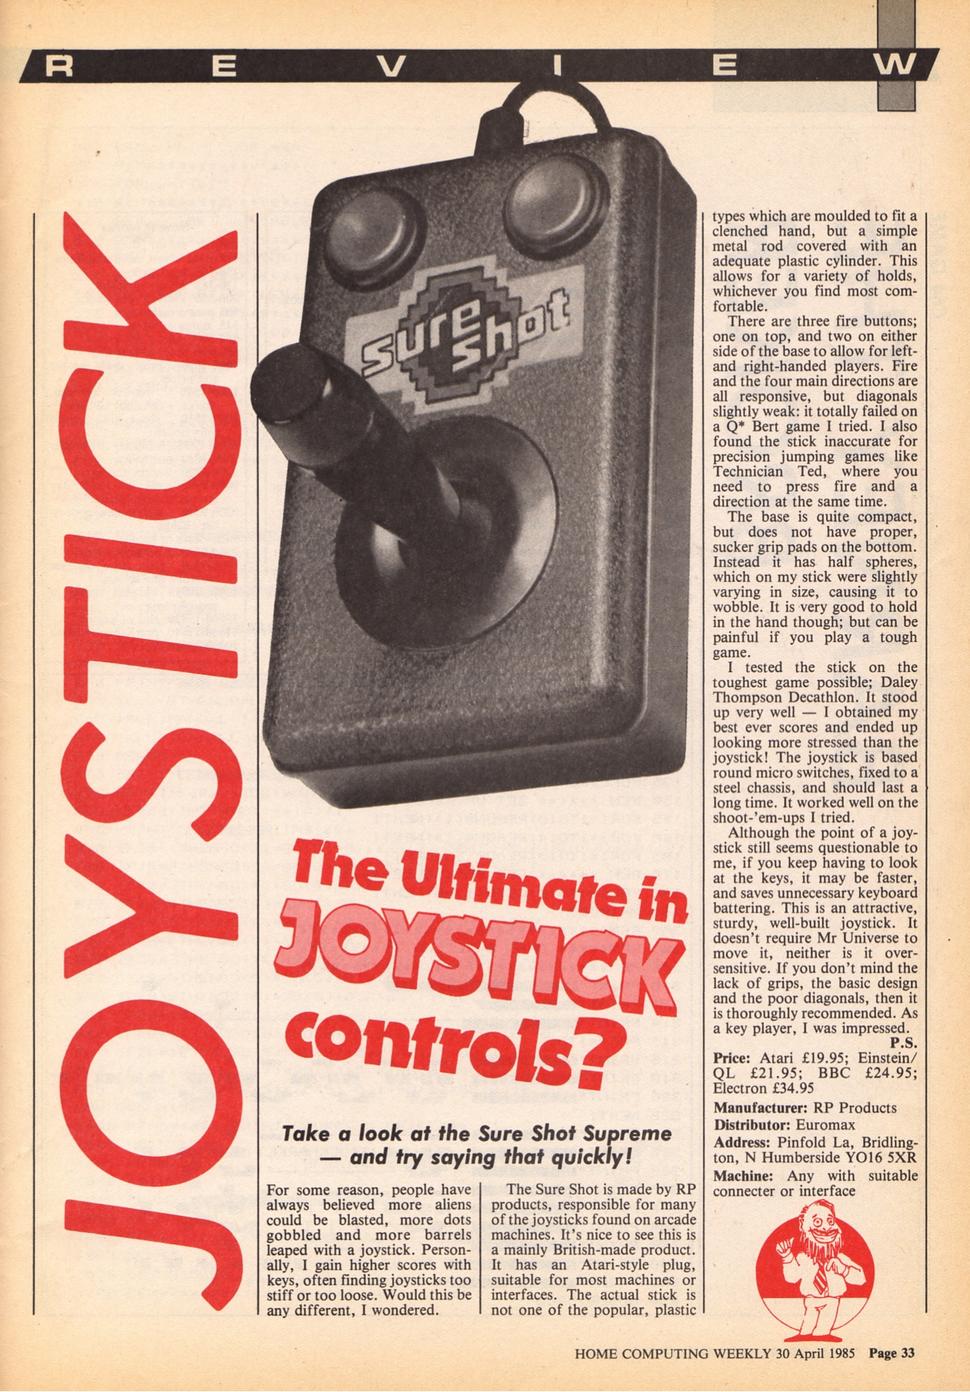 REVIEW
JOYSTICK
sure
shot
The Ultimate in
JOYSTICK
controls?
Take a look at the Sure Shot Supreme
— and try saying that quickly!
For some reason, people have
always believed more aliens
could be blasted, more dots
gobbled and more barrels
leaped with a joystick. Person-
ally, I gain higher scores with
keys, often finding joysticks too
stiff or too loose. Would this be
any different, I wondered.
The Sure Shot is made by RP
products, responsible for many
of the joysticks found on arcade
machines. It's nice to see this is
a mainly British-made product.
It has an Atari-style plug,
suitable for most machines or
interfaces. The actual stick is
not one of the popular, plastic
types which are moulded to fit a
clenched hand, but a simple
metal rod covered with an
adequate plastic cylinder. This
allows for a variety of holds,
whichever you find most com-
fortable.
There are three fire buttons;
one on top, and two on either
side of the base to allow for left-
and right-handed players. Fire
and the four main directions are
all responsive, but diagonals
slightly weak: it totally failed on
a Q* Bert game I tried. I also
found the stick inaccurate for
precision jumping games like
Technician Ted, where you
need to press fire and a
direction at the same time.
The base is quite compact,
but does not have proper,
sucker grip pads on the bottom.
Instead it has half spheres,
which on my stick were slightly
varying in size, causing it to
wobble. It is very good to hold
in the hand though; but can be
painful if you play a tough
game.
I tested the stick on the
toughest game possible; Daley
Thompson Decathlon. It stood
up very well — I obtained my
best ever scores and ended up
looking more stressed than the
joystick! The joystick is based
round micro switches, fixed to a
steel chassis, and should last a
long time. It worked well on the
shoot-'em-ups I tried.
Although the point of a joy-
stick still seems questionable to
me, if you keep having to look
at the keys, it may be faster,
and saves unnecessary keyboard
battering. This is an attractive,
sturdy, well-built joystick. It
doesn't require Mr Universe to
move it, neither is it over-
sensitive. If you don't mind the
lack of grips, the basic design
and the poor diagonals, then it
is thoroughly recommended. As
a key player, I was impressed.
P.S.
Price: Atari £19.95; Einstein/
QL £21.95; BBC £24.95;
Electron £34.95
Manufacturer: RP Products
Distributor: Euromax
Address: Pinfold La, Bridling-
ton, N Humberside YO16 5XR
Machine: Any with suitable
connecter or interface
HOME COMPUTING WEEKLY 30 April 1985 Page 33